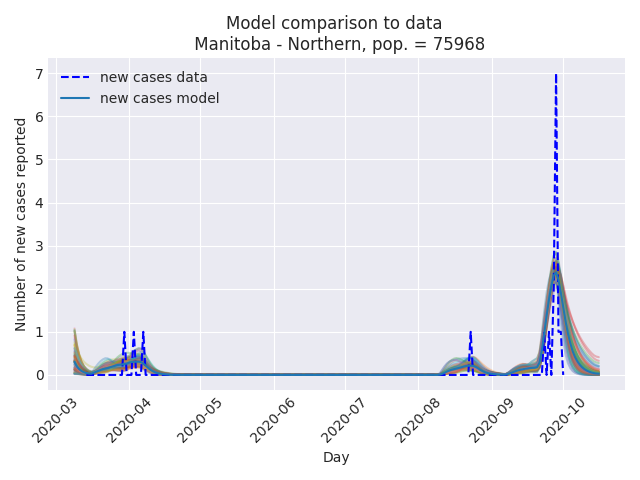 Model comparison to data
Manitoba - Northern, pop. = 75968
new cases data
new cases model
Number of new cases reported
7
6
5
4
3
2
1
0
2020-03
2020-04
2020-05
2020-06
2020-07
2020-08
2020-09
2020-10
Day